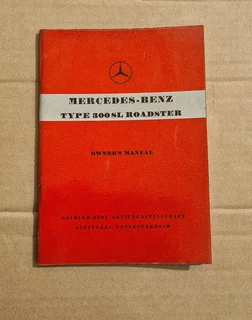 MERCEDES-BENZ
TYPE 300SL ROADSTER
OWNER'S MANUAL
DAIMLER-BENZ AKTIENGESELLSCHAFT
STUTTGART-UNTERTÜRKHEIM